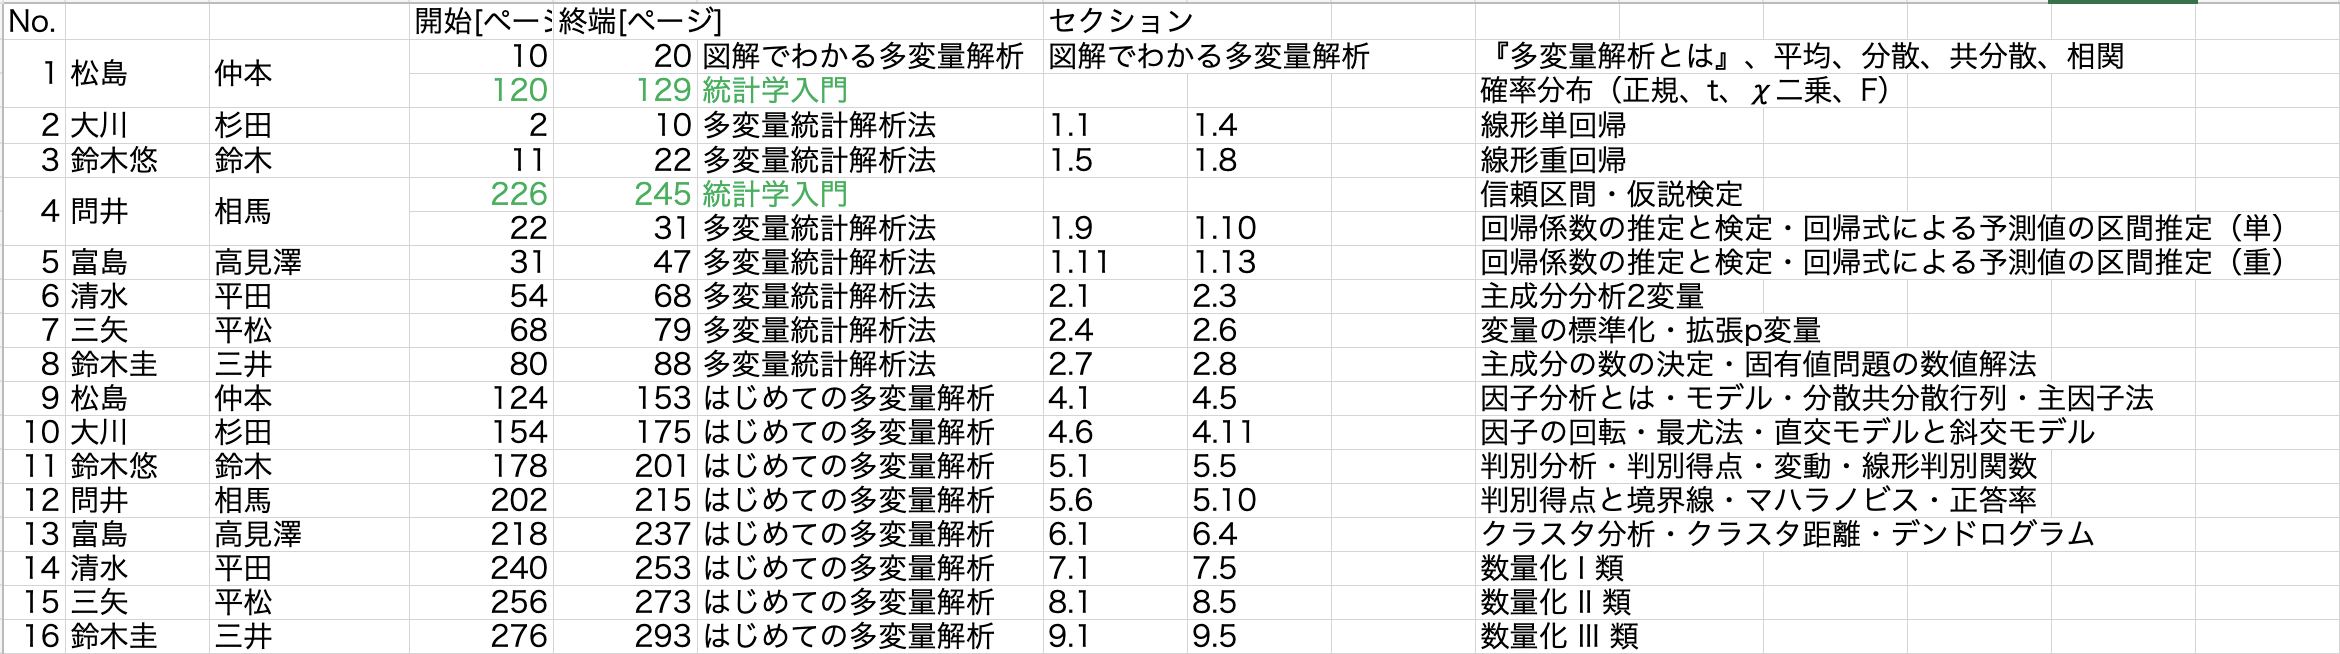 No. 開始[ページ 終端[ページ] セクション
1 松島 仲本 10 20 図解でわかる多変量解析 図解でわかる多変量解析 『多変量解析とは』、平均、分散、共分散、相関
120 129 統計学入門 確率分布（正規、t、χ二乗、F）
2 大川 杉田 2 10 多変量統計解析法 1.1 1.4 線形単回帰
3 鈴木悠 鈴木 11 22 多変量統計解析法 1.5 1.8 線形重回帰
4 問井 相馬 226 245 統計学入門 信頼区間・仮説検定
22 31 多変量統計解析法 1.9 1.10 回帰係数の推定と検定・回帰式による予測値の区間推定（単）
5 富島 高見澤 31 47 多変量統計解析法 1.11 1.13 回帰係数の推定と検定・回帰式による予測値の区間推定（重）
6 清水 平田 54 68 多変量統計解析法 2.1 2.3 主成分分析2変量
7 三矢 平松 68 79 多変量統計解析法 2.4 2.6 変量の標準化・拡張p変量
8 鈴木圭 三井 80 88 多変量統計解析法 2.7 2.8 主成分の数の決定・固有値問題の数値解法
9 松島 仲本 124 153 はじめての多変量解析 4.1 4.5 因子分析とは・モデル・分散共分散行列・主因子法
10 大川 杉田 154 175 はじめての多変量解析 4.6 4.11 因子の回転・最尤法・直交モデルと斜交モデル
11 鈴木悠 鈴木 178 201 はじめての多変量解析 5.1 5.5 判別分析・判別得点・変動・線形判別関数
12 問井 相馬 202 215 はじめての多変量解析 5.6 5.10 判別得点と境界線・マハラノビス・正答率
13 富島 高見澤 218 237 はじめての多変量解析 6.1 6.4 クラスタ分析・クラスタ距離・デンドログラム
14 清水 平田 240 253 はじめての多変量解析 7.1 7.5 数量化Ⅰ類
15 三矢 平松 256 273 はじめての多変量解析 8.1 8.5 数量化Ⅱ類
16 鈴木圭 三井 276 293 はじめての多変量解析 9.1 9.5 数量化Ⅲ類